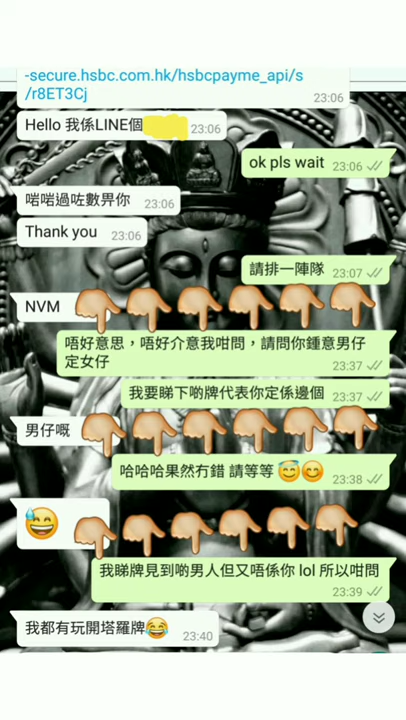 -secure.hsbc.com.hk/hsbcpayme_api/s
/r8ET3Cj
23:06
Hello 我係LINE個
23:06
ok pls wait
23:06
啱啱過咗數畀你
23:06
Thank you
23:06
請排一陣隊
23:07
NVM
唔好意思，唔好介意我咁問，請問你鍾意男仔
定女仔
23:37
我要睇下啲牌代表你定係邊個
23:37
男仔嘅
哈哈哈果然冇錯 請等等 😇😊
23:38
😅
我睇牌見到啲男人但又唔係你 lol 所以咁問
23:39
我都有玩開塔羅牌😂
23:40